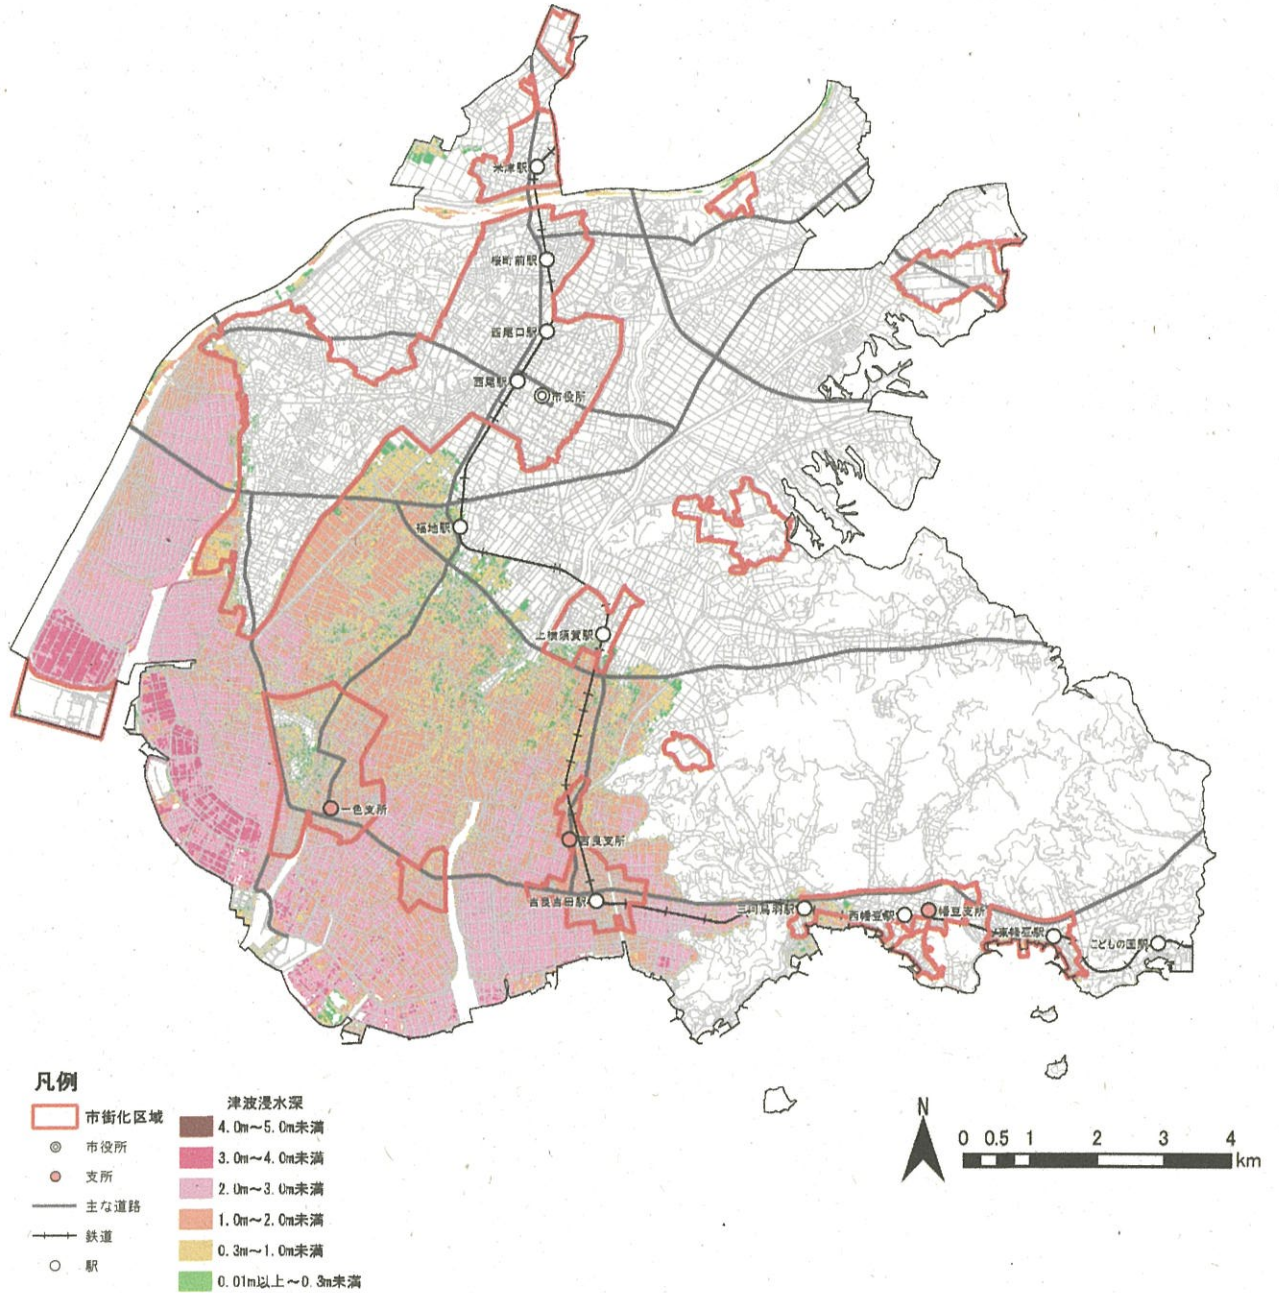 米津駅
桜町前駅
西尾口駅
西尾駅
市役所
福地駅
上横須賀駅
一色支所
吉良支所
吉良吉田駅
三河鳥羽駅
西幡豆駅
幡豆支所
東幡豆駅
こどもの国駅
凡例
市街化区域
市役所
支所
主な道路
鉄道
駅
津波浸水深
4.0m～5.0m未満
3.0m～4.0m未満
2.0m～3.0m未満
1.0m～2.0m未満
0.3m～1.0m未満
0.01m以上～0.3m未満
N
0 0.5 1 2 3 4
km